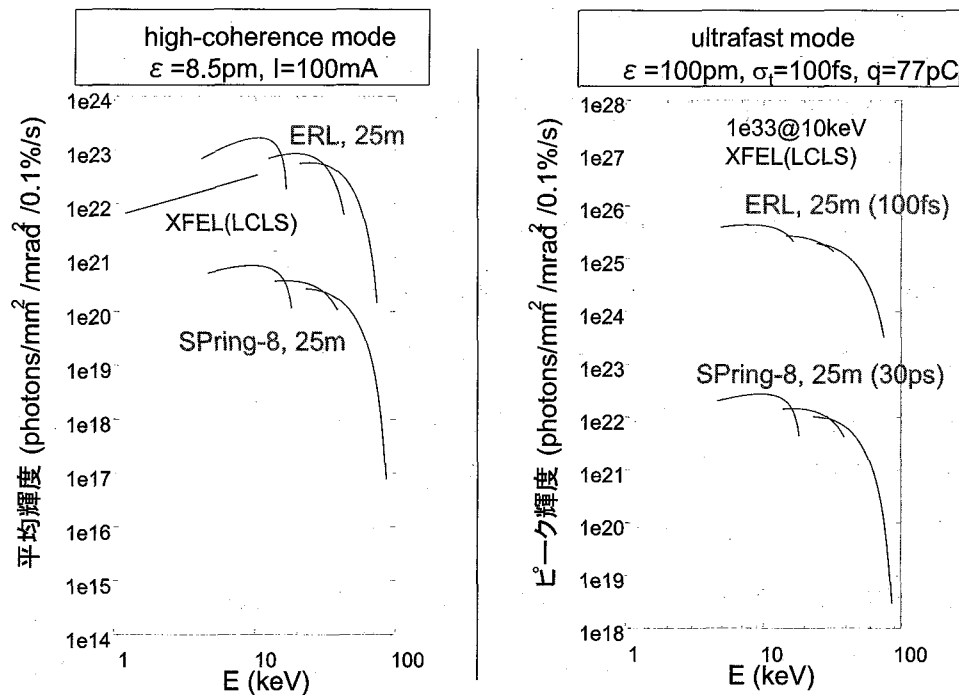 high-coherence mode
ε=8.5pm, I=100mA
1e24
1e23
1e22
1e21
1e20
1e19
1e18
1e17
1e16
1e15
1e14
平均輝度 (photons/mm²/mrad²/0.1%/s)
ERL, 25m
XFEL(LCLS)
SPring-8, 25m
1
10
100
E (keV)
ultrafast mode
ε=100pm, σt=100fs, q=77pC
1e28
1e27
1e26
1e25
1e24
1e23
1e22
1e21
1e20
1e19
1e18
ピーク輝度 (photons/mm²/mrad²/0.1%/s)
1e33@10keV
XFEL(LCLS)
ERL, 25m (100fs)
SPring-8, 25m (30ps)
1
10
100
E (keV)